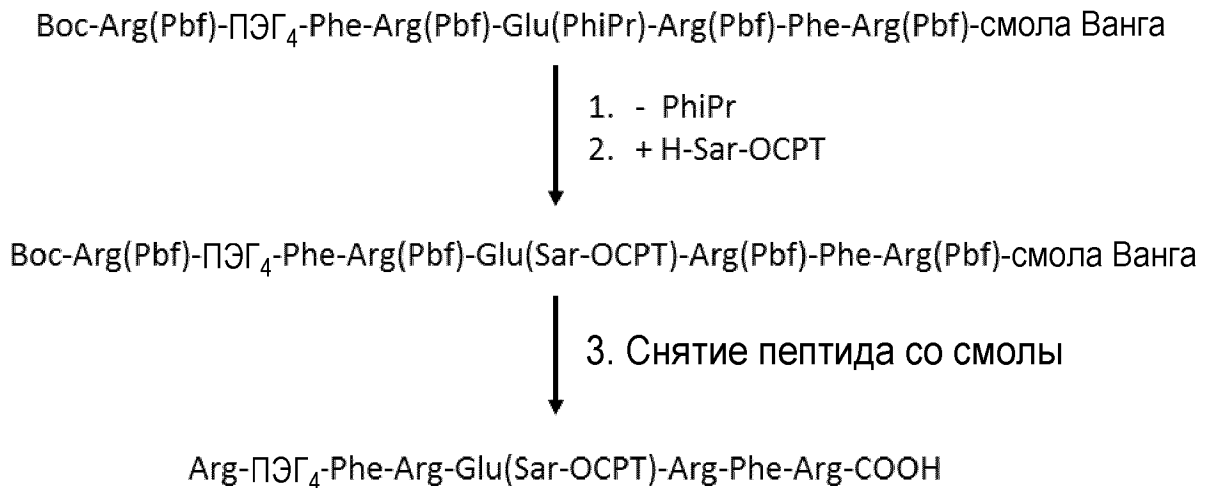 Boc-Arg(Pbf)-ПЭГ4-Phe-Arg(Pbf)-Glu(PhiPr)-Arg(Pbf)-Phe-Arg(Pbf)-смола Ванга
1. - PhiPr
2. + H-Sar-OCPT
Boc-Arg(Pbf)-ПЭГ4-Phe-Arg(Pbf)-Glu(Sar-OCPT)-Arg(Pbf)-Phe-Arg(Pbf)-смола Ванга
3. Снятие пептида со смолы
Arg-ПЭГ4-Phe-Arg-Glu(Sar-OCPT)-Arg-Phe-Arg-COOH